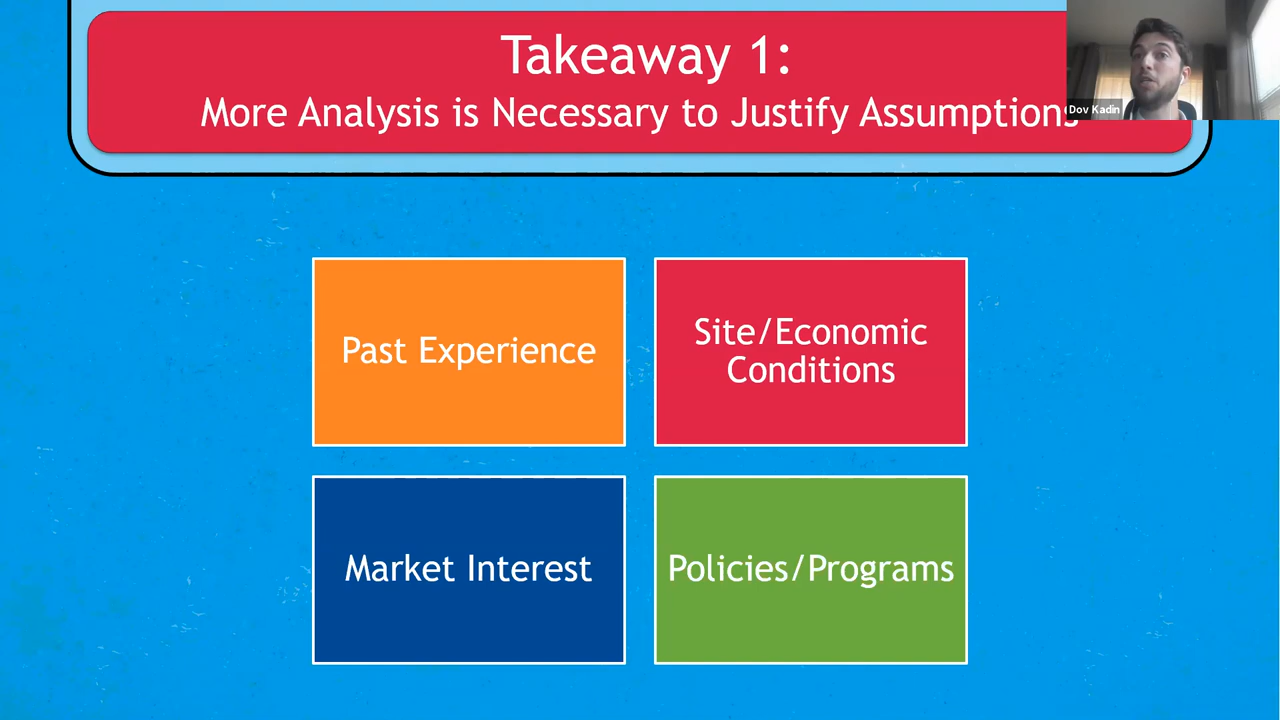 Takeaway 1:
More Analysis is Necessary to Justify Assumptions
Dov Kadin
Past Experience
Site/Economic
Conditions
Market Interest
Policies/Programs